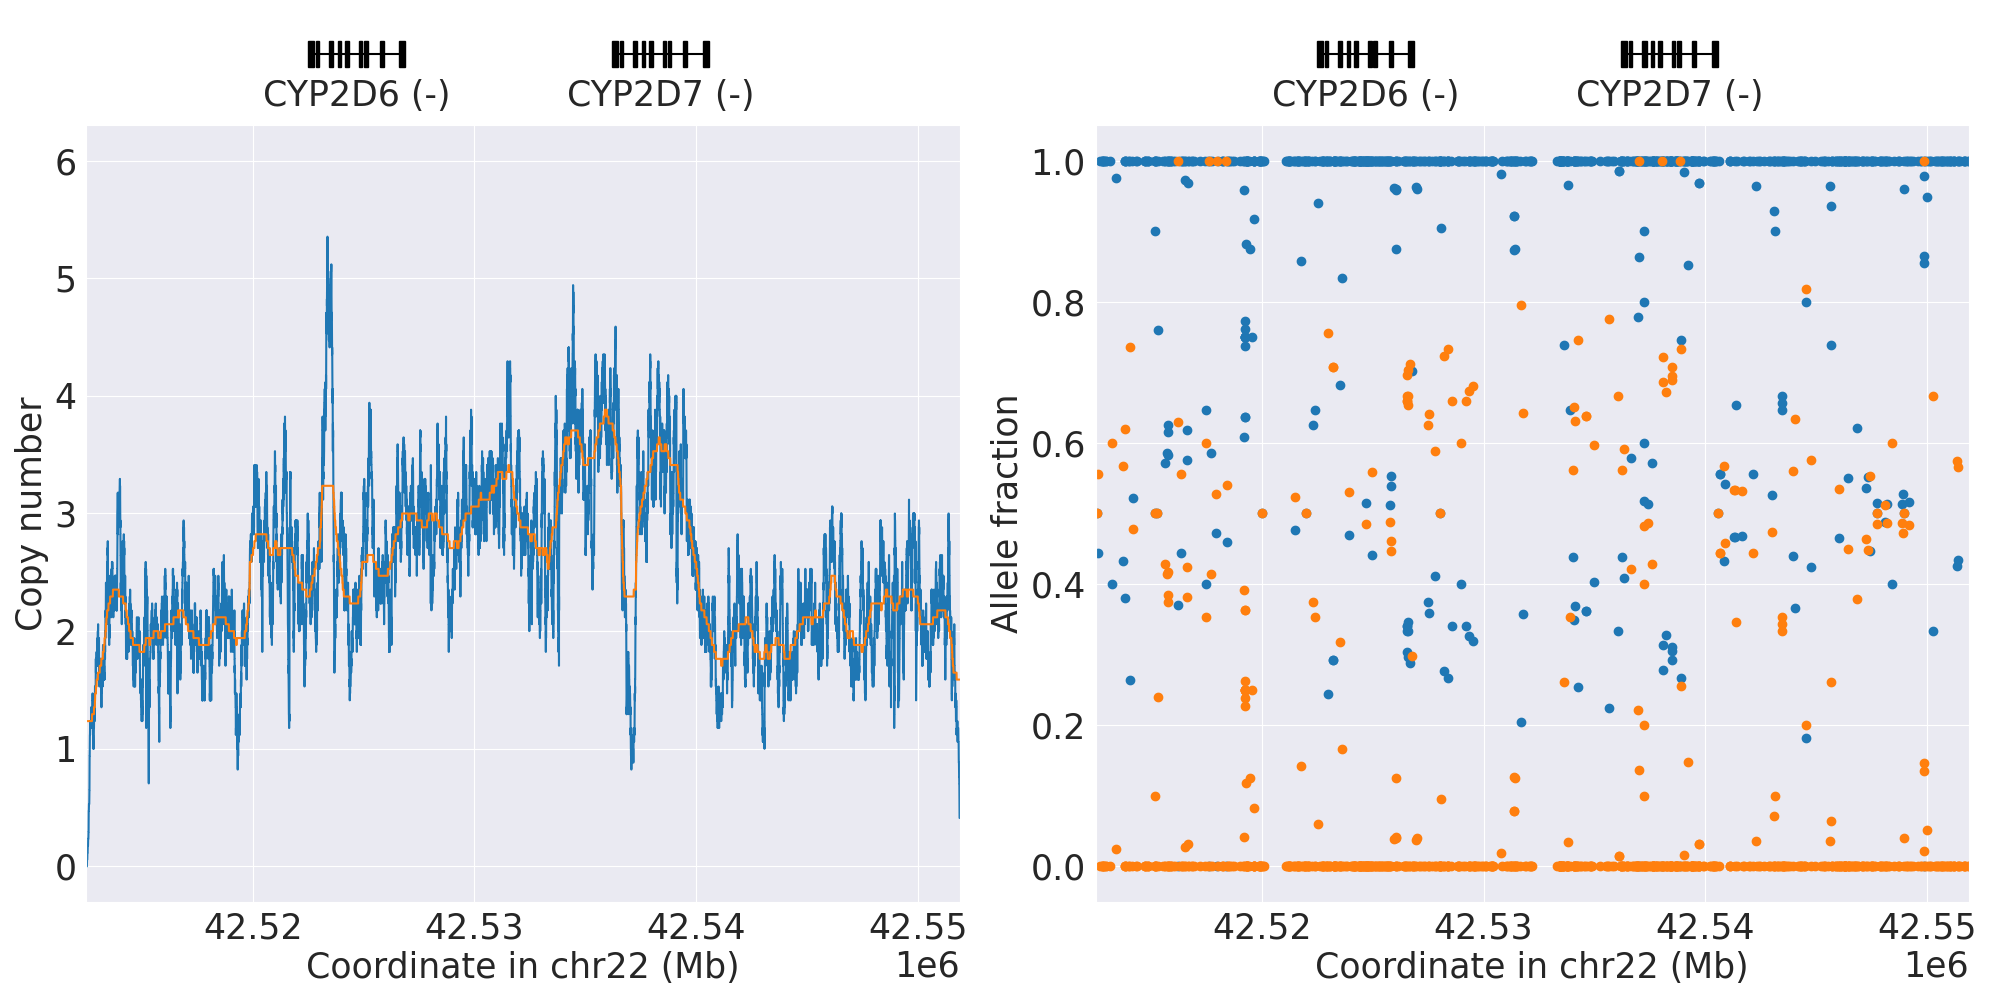 CYP2D6 (-)
CYP2D7 (-)
CYP2D6 (-)
CYP2D7 (-)
Copy number
6
5
4
3
2
1
0
42.52
42.53
42.54
42.55
Coordinate in chr22 (Mb)
1e6
Allele fraction
1.0
0.8
0.6
0.4
0.2
0.0
42.52
42.53
42.54
42.55
Coordinate in chr22 (Mb)
1e6